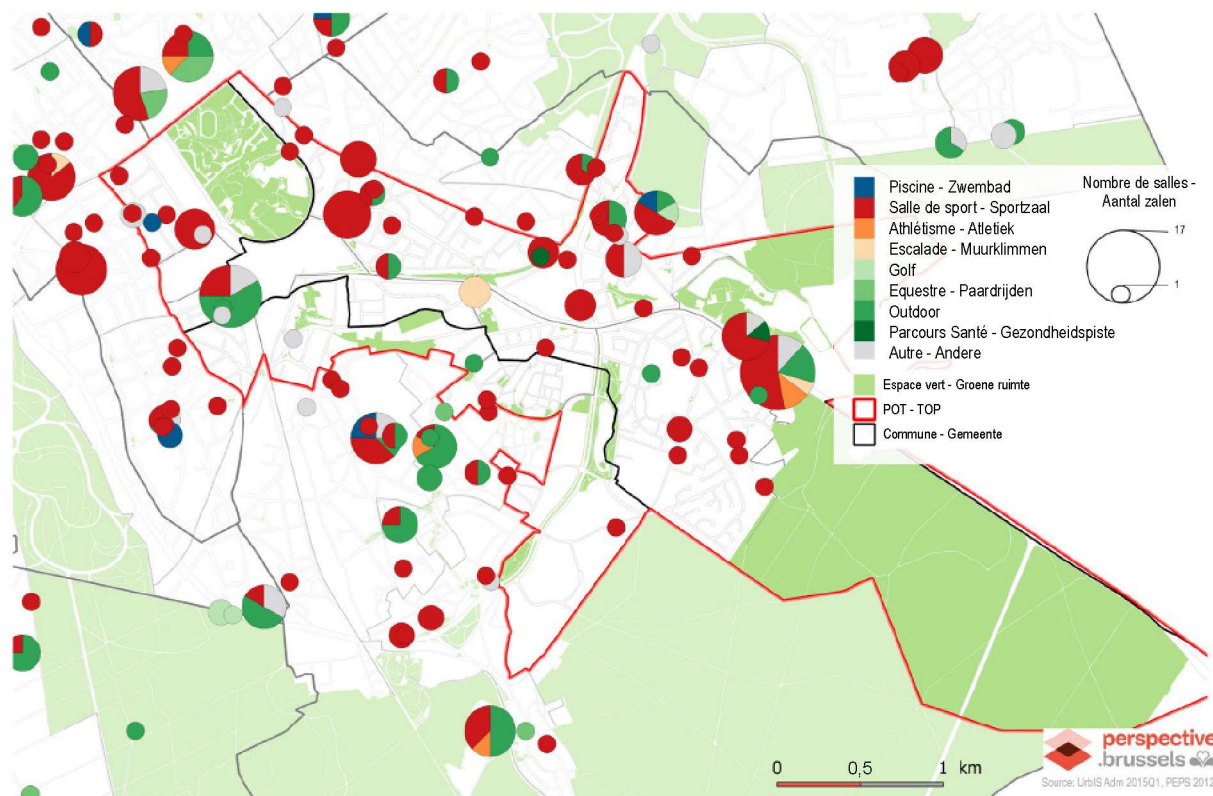 Piscine - Zwembad
Salle de sport - Sportzaal
Athlétisme - Atletiek
Escalade - Muurklimmen
Golf
Equestre - Paardrijden
Outdoor
Parcours Santé - Gezondheidspiste
Autre - Andere
Espace vert - Groene ruimte
POT - TOP
Commune - Gemeente
Nombre de salles -
Aantal zalen
17
1
0 0,5 1 km
perspective
.brussels
Source: UrbIS Adm 2015Q1, PEPS 2012